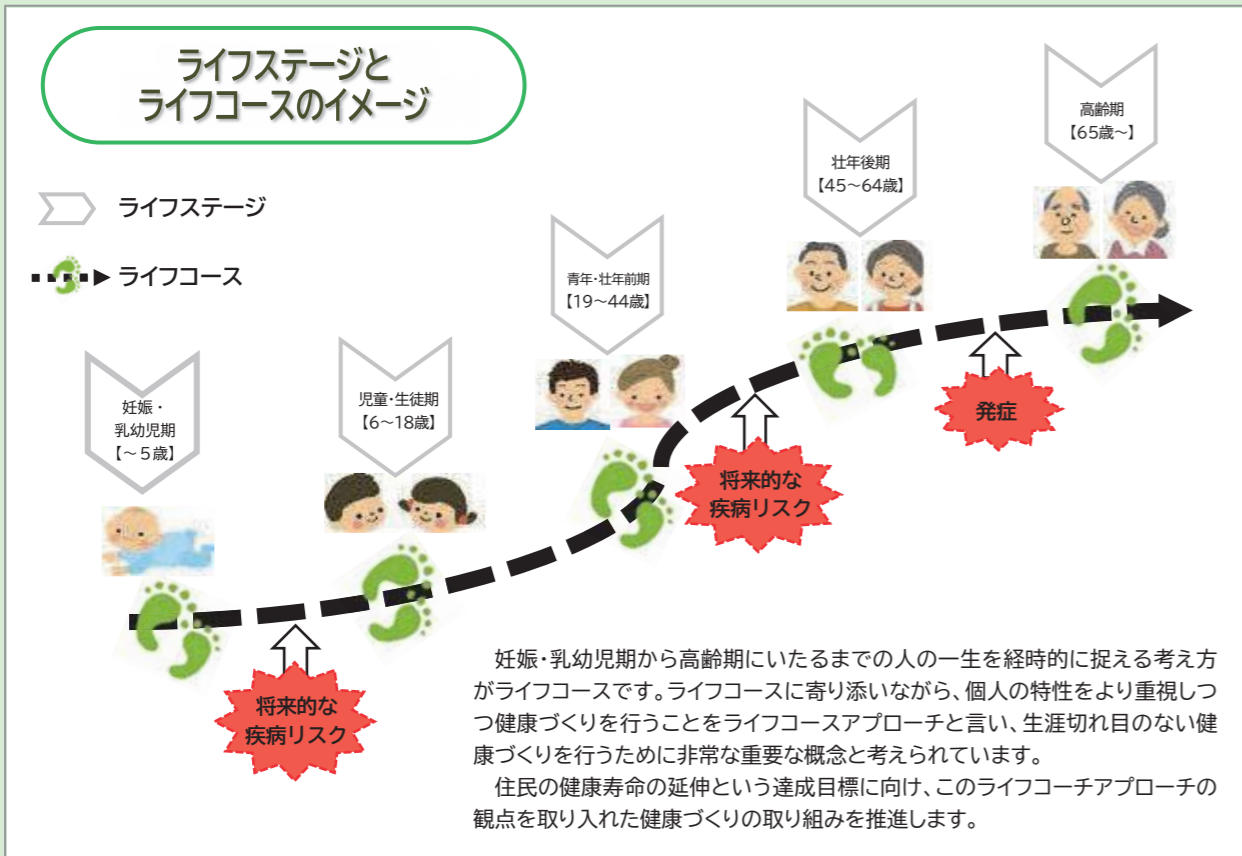 ライフステージと
ライフコースのイメージ
ライフステージ
ライフコース
妊娠・
乳幼児期
【~5歳】
児童・生徒期
【6~18歳】
青年・壮年前期
【19~44歳】
壮年後期
【45~64歳】
高齢期
【65歳~】
将来的な
疾病リスク
将来的な
疾病リスク
発症
妊娠・乳幼児期から高齢期にいたるまでの人の一生を経時的に捉える考え方
がライフコースです。ライフコースに寄り添いながら、個人の特性をより重視しつ
つ健康づくりを行うことをライフコースアプローチと言い、生涯切れ目のない健
康づくりを行うために非常な重要な概念と考えられています。
住民の健康寿命の延伸という達成目標に向け、このライフコーチアプローチの
観点を取り入れた健康づくりの取り組みを推進します。